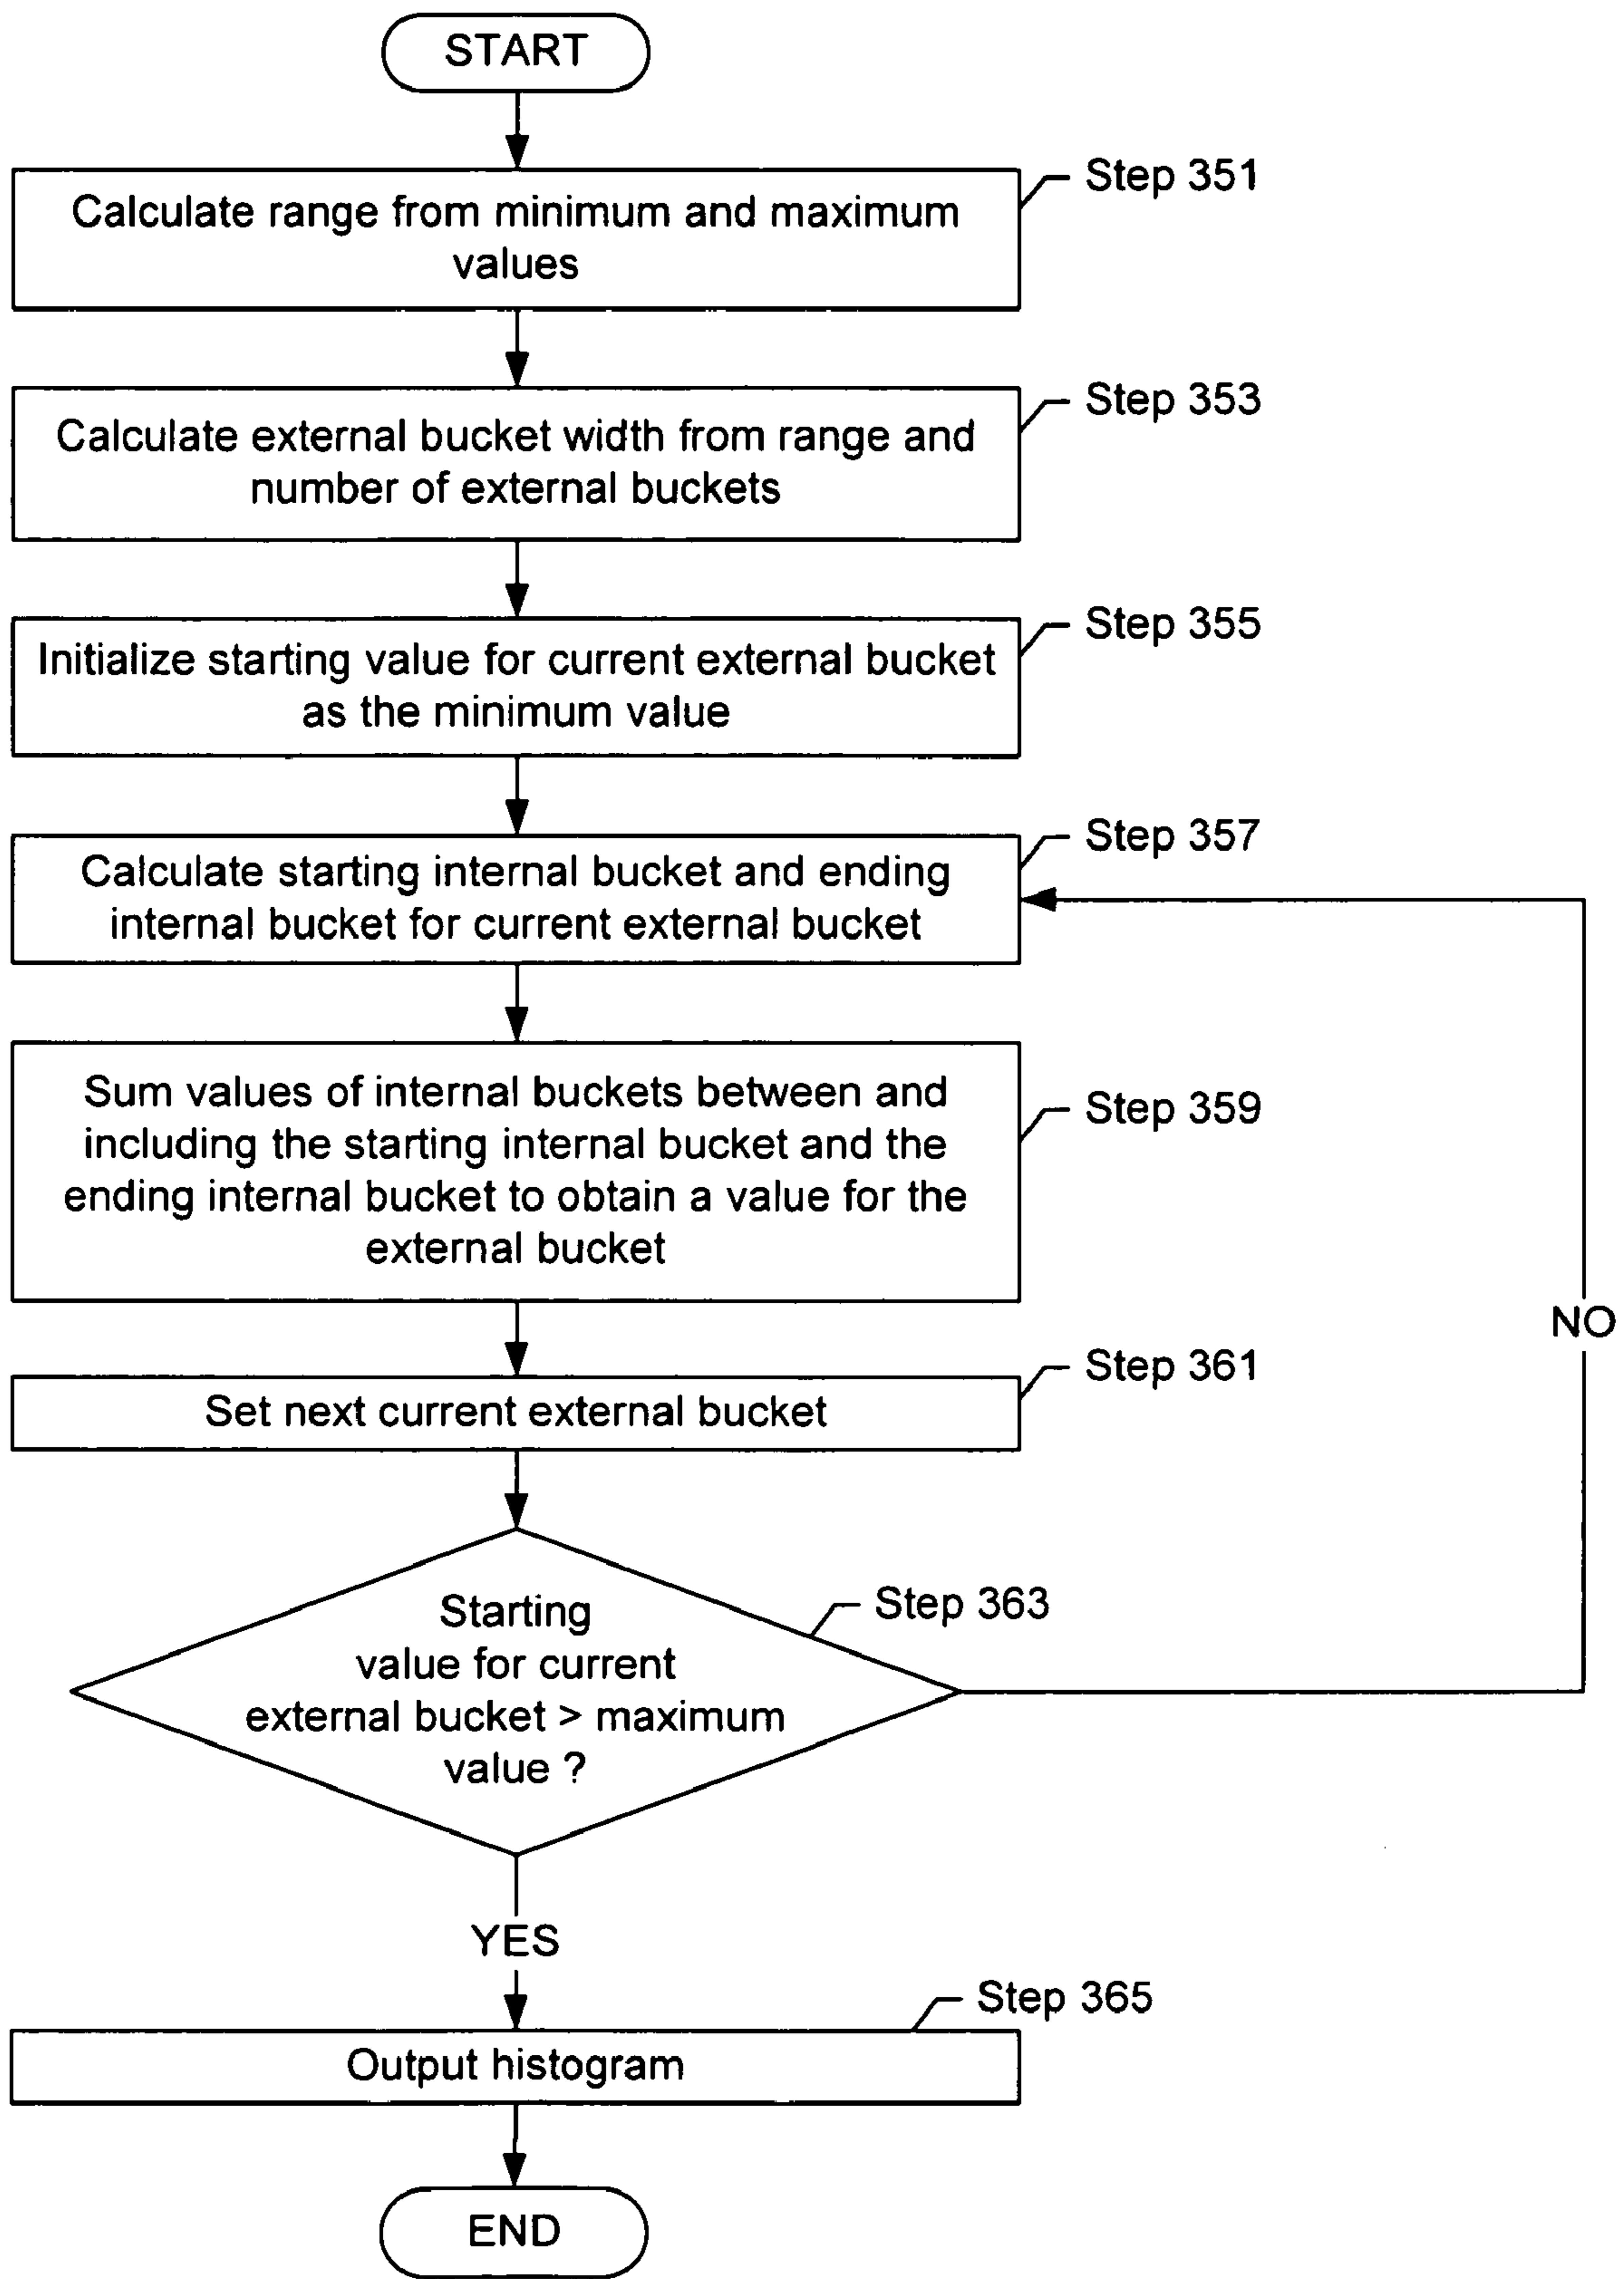 START
Step 351
Calculate range from minimum and maximum
values
Step 353
Calculate external bucket width from range and
number of external buckets
Step 355
Initialize starting value for current external bucket
as the minimum value
Step 357
Calculate starting internal bucket and ending
internal bucket for current external bucket
Sum values of internal buckets between and
including the starting internal bucket and the
ending internal bucket to obtain a value for the
external bucket
Step 359
NO
Step 361
Set next current external bucket
Step 363
Starting
value for current
external bucket > maximum
value ?
YES
Step 365
Output histogram
END